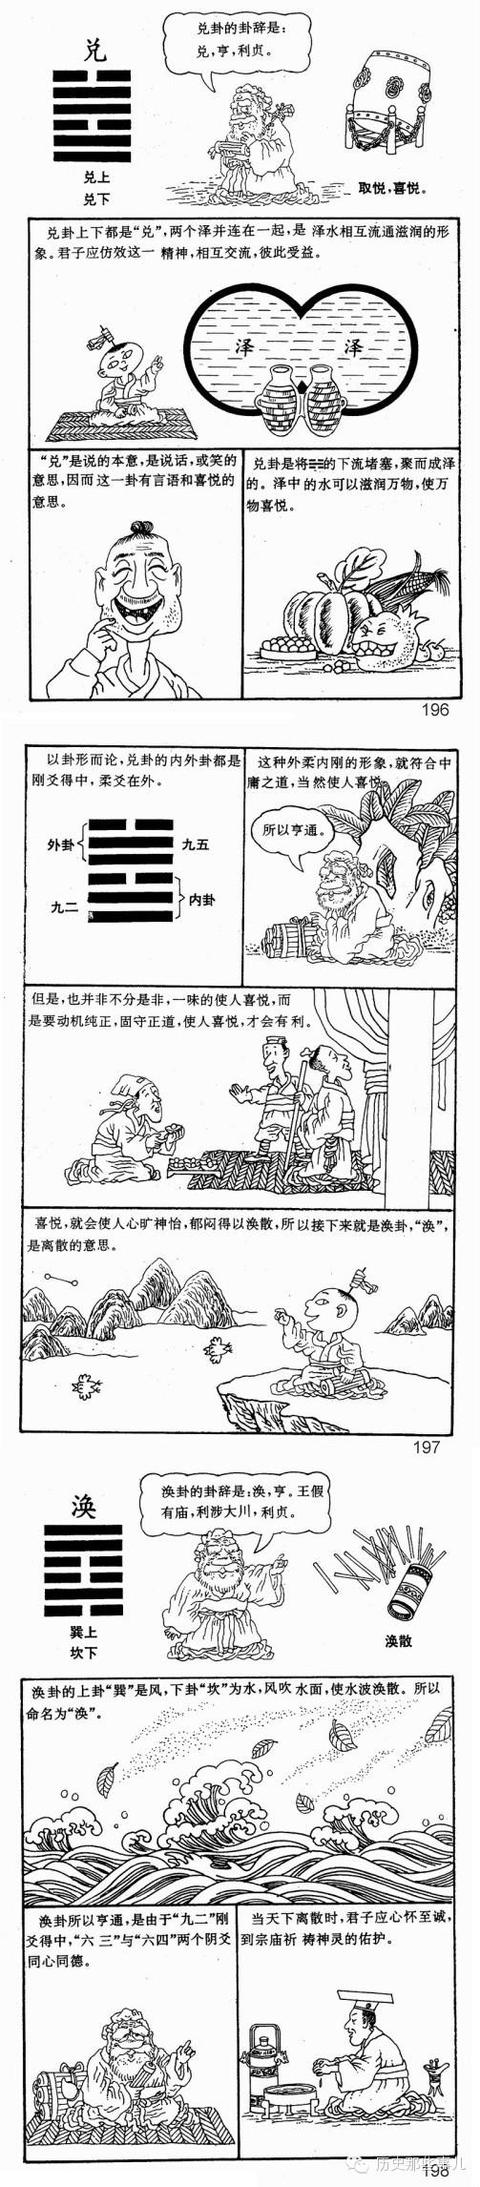 兑
兑上
兑下
兑卦的卦辞是:
兑,亨,利贞。
取悦,喜悦。
兑卦上下都是“兑”,两个泽并连在一起,是 泽水相互流通滋润的形
象。君子应仿效这一 精神,相互交流,彼此受益。
泽
泽
“兑”是说的本意,是说话,或笑的
意思,因而这一卦有言语和喜悦的
意思。
兑卦是将☵的下流堵塞,聚而成泽
的。泽中的水可以滋润万物,使万
物喜悦。
196
以卦形而论,兑卦的内外卦都是
刚爻得中,柔爻在外。
外卦
九五
九二
内卦
这种外柔内刚的形象,就符合中
庸之道,当然使人喜悦。
所以亨通。
但是,也并非不分是非,一味的使人喜悦,而
是要动机纯正,固守正道,使人喜悦,才会有利。
喜悦,就会使人心旷神怡,郁闷得以涣散,所以接下来就是涣卦,“涣”,
是离散的意思。
197
涣
巽上
坎下
涣卦的卦辞是:涣,亨。王假
有庙,利涉大川,利贞。
涣散
涣卦的上卦“巽”是风,下卦“坎”为水,风吹水面,使水波涣散。所以
命名为“涣”。
涣卦所以亨通,是由于“九二”刚
爻得中,“六 三”与“六四”两个阴爻
同心同德。
当天下离散时,君子应心怀至诚,
到宗庙祈 祷神灵的佑护。
历史那些事儿
198